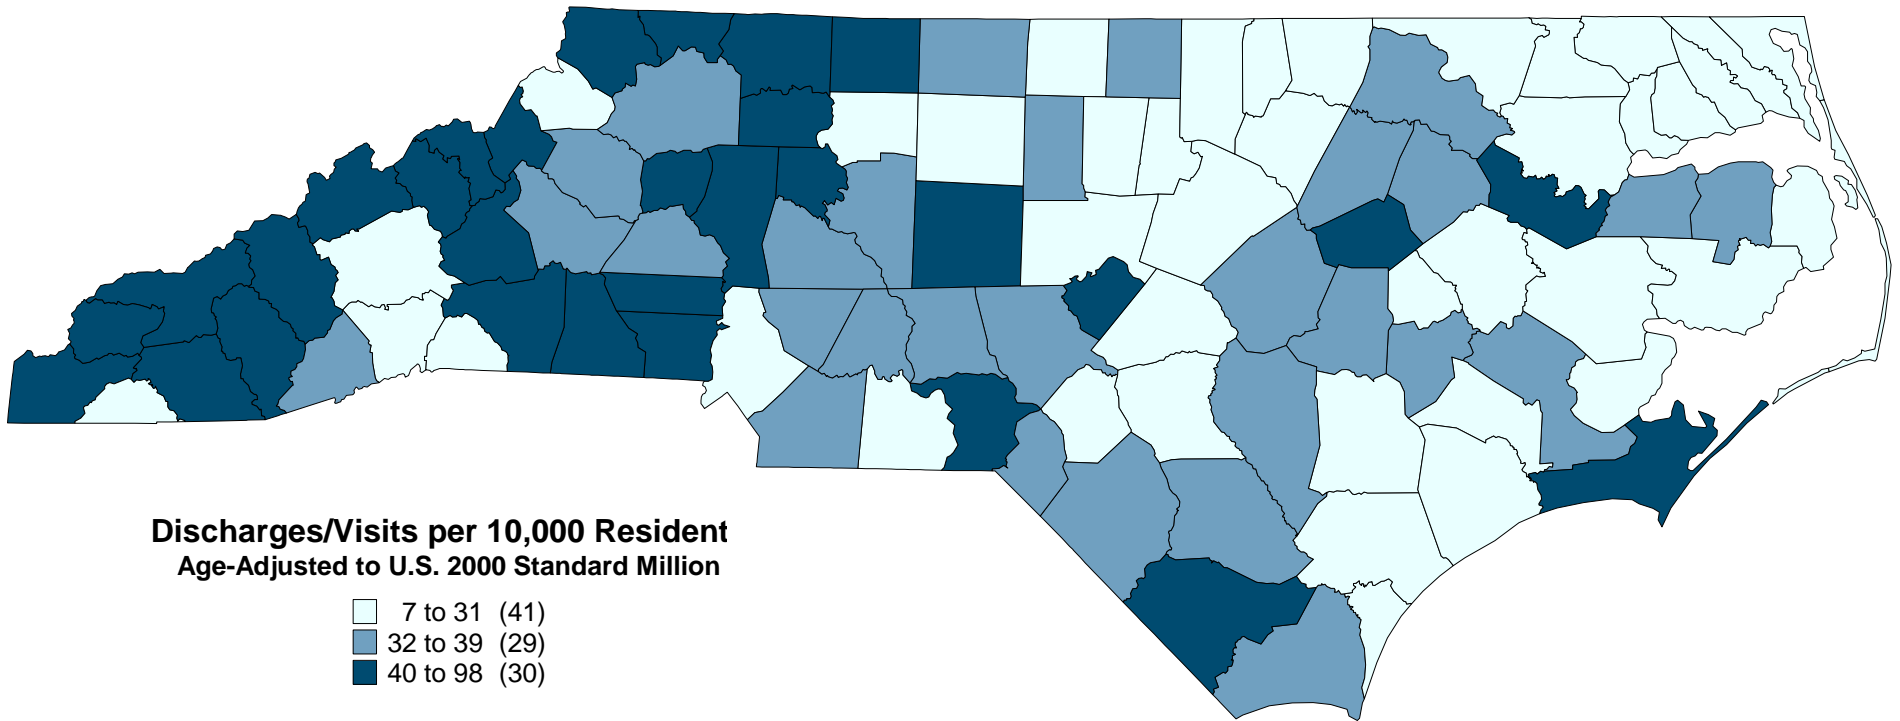 Discharges/Visits per 10,000 Resident
Age-Adjusted to U.S. 2000 Standard Million
7 to 31 (41)
32 to 39 (29)
40 to 98 (30)